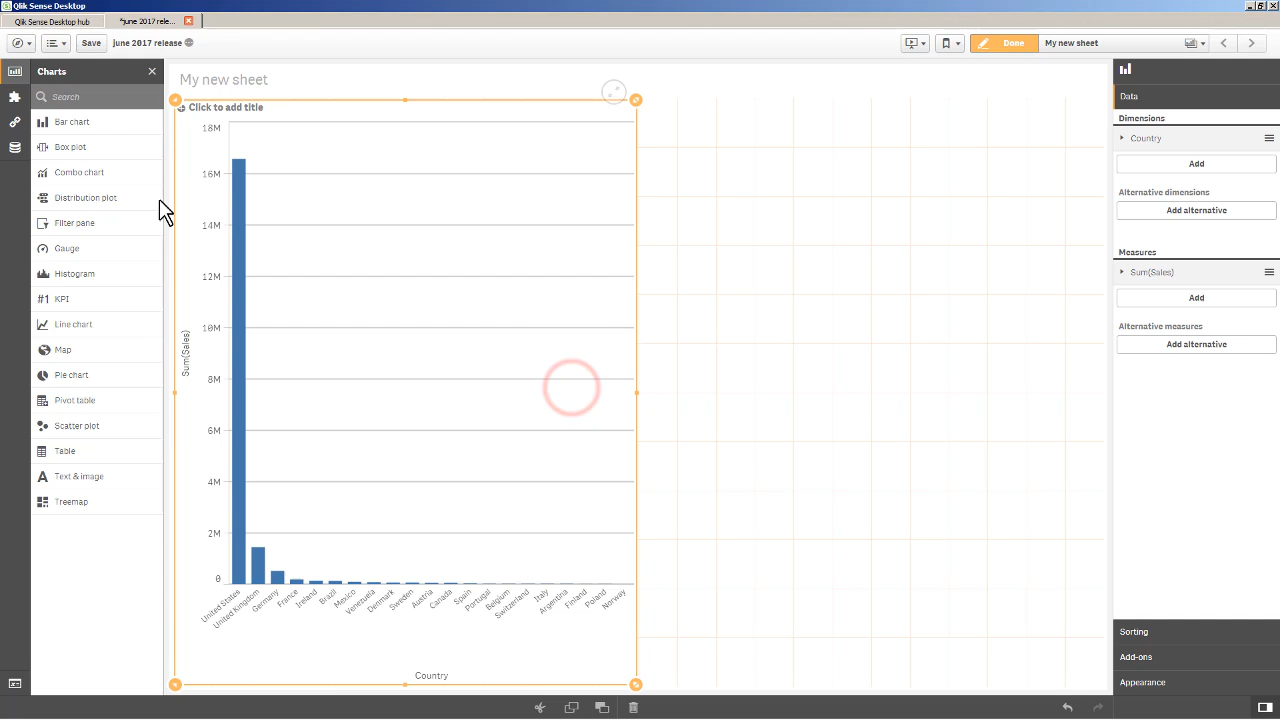 Qlik Sense Desktop
Qlik Sense Desktop hub
*june 2017 rele...
Save
june 2017 release
Done
My new sheet
Charts
Search
Bar chart
Box plot
Combo chart
Distribution plot
Filter pane
Gauge
Histogram
#1 KPI
Line chart
Map
Pie chart
Pivot table
Scatter plot
Table
A Text & image
Treemap
My new sheet
Click to add title
18M
16M
14M
12M
10M
8M
6M
4M
2M
0
Sum(Sales)
United States
United Kingdom
Germany
France
Ireland
Brazil
Mexico
Venezuela
Denmark
Sweden
Austria
Canada
Spain
Portugal
Belgium
Switzerland
Italy
Argentina
Finland
Poland
Norway
Country
Data
Dimensions
Country
Add
Alternative dimensions
Add alternative
Measures
Sum(Sales)
Add
Alternative measures
Add alternative
Sorting
Add-ons
Appearance